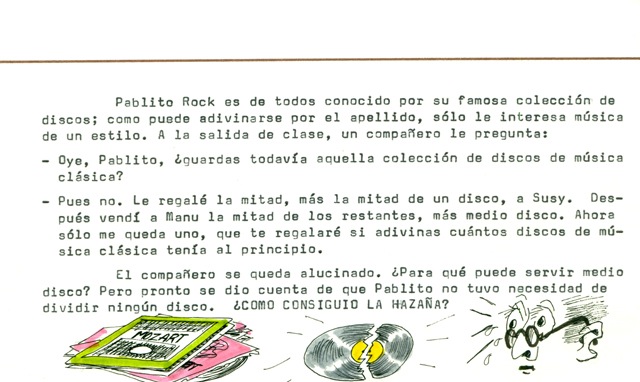 Pablito Rock es de todos conocido por su famosa colección de
discos; como puede adivinarse por el apellido, sólo le interesa música
de un estilo. A la salida de clase, un compañero le pregunta:
- Oye, Pablito, ¿guardas todavía aquella colección de discos de música
clásica?
- Pues no. Le regalé la mitad, más la mitad de un disco, a Susy. Des-
pués vendí a Manu la mitad de los restantes, más medio disco. Ahora
sólo me queda uno, que te regalaré si adivinas cuántos discos de mú-
sica clásica tenía al principio.
El compañero se queda alucinado. ¿Para qué puede servir medio
disco? Pero pronto se dio cuenta de que Pablito no tuvo necesidad de
dividir ningún disco. ¿COMO CONSIGUIO LA HAZAÑA?
MOZART